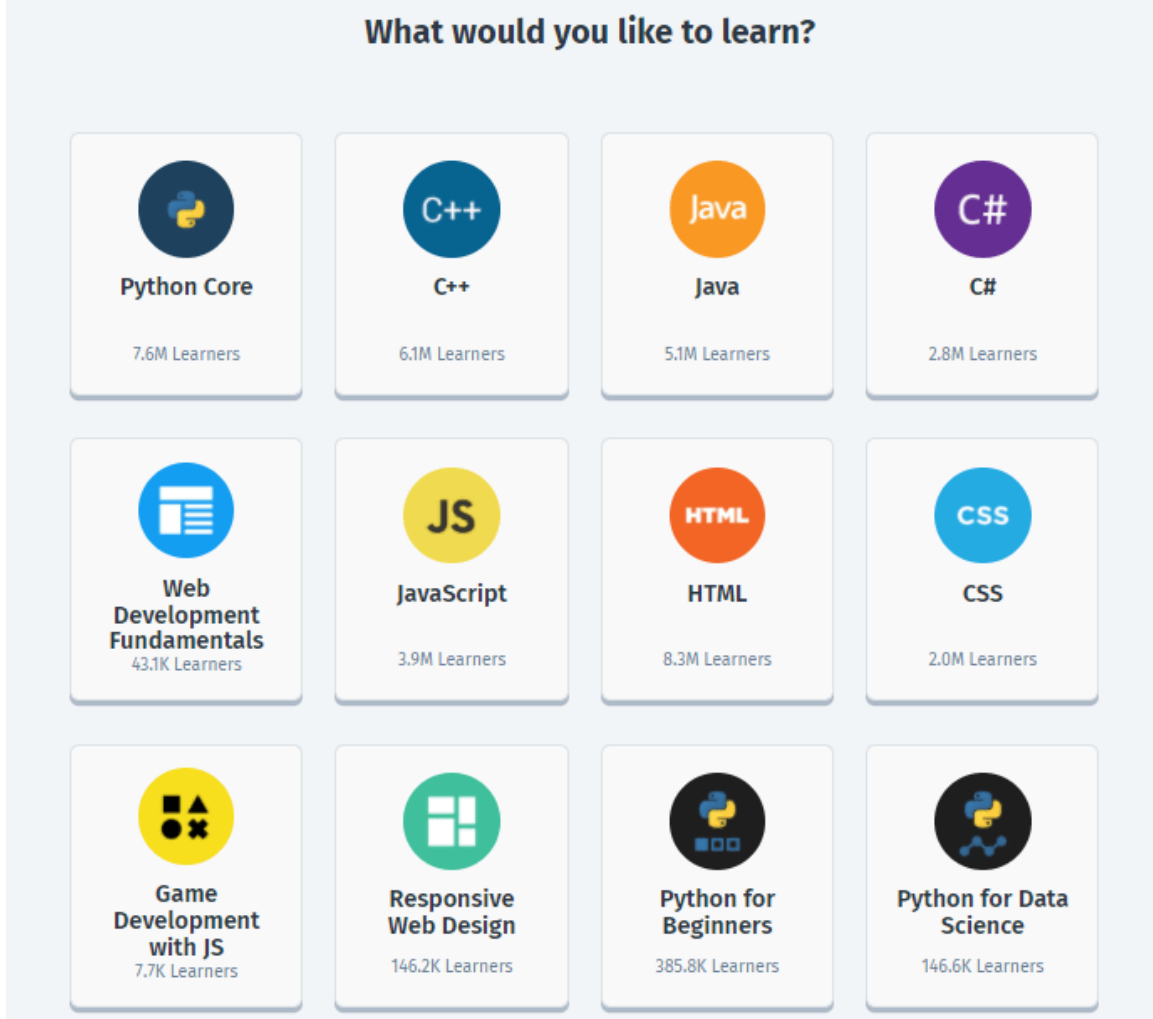 What would you like to learn?
C++
Java
C#
Python Core
C++
Java
C#
7.6M Learners
6.1M Learners
5.1M Learners
2.8M Learners
JS
HTML
CSS
Web
Development
Fundamentals
JavaScript
HTML
CSS
43.1K Learners
3.9M Learners
8.3M Learners
2.0M Learners
Game
Development
with JS
7.7K Learners
Responsive
Web Design
146.2K Learners
Python for
Beginners
385.8K Learners
Python for Data
Science
146.6K Learners